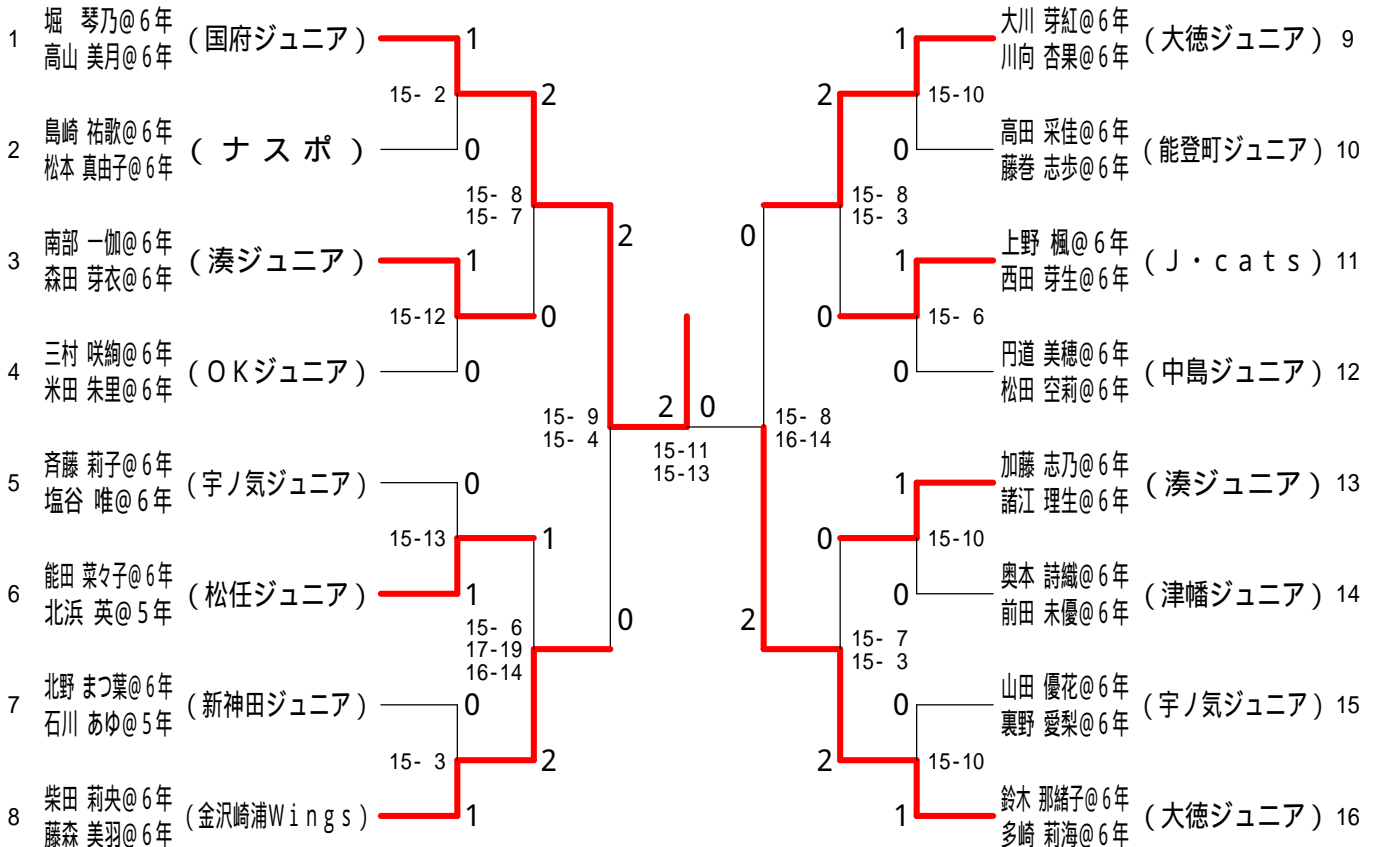 1 堀 琴乃@6年 (国府ジュニア) 1
高山 美月@6年
15- 2
2
2 島崎 祐歌@6年 (ナスポ) 0
松本 真由子@6年
15- 8
15- 7
2
3 南部 一伽@6年 (湊ジュニア) 1
森田 芽衣@6年
15-12
0
4 三村 咲絢@6年 (OKジュニア) 0
米田 朱里@6年
15- 9
15- 4
5 斉藤 莉子@6年 (宇ノ気ジュニア) 0
塩谷 唯@6年
15-13
1
6 能田 菜々子@6年 (松任ジュニア) 1
北浜 英@5年
15- 6
17-19
16-14
0
7 北野 まつ葉@6年 (新神田ジュニア) 0
石川 あゆ@5年
15- 3
2
8 柴田 莉央@6年 (金沢崎浦Wings) 1
藤森 美羽@6年
2 0
15-11
15-13
1 大川 芽紅@6年 (大徳ジュニア) 9
川向 杏果@6年
2
15-10
0 高田 采佳@6年 (能登町ジュニア) 10
藤巻 志歩@6年
15- 8
15- 3
0
1 上野 楓@6年 (J・cats) 11
西田 芽生@6年
0
15- 6
0 円道 美穂@6年 (中島ジュニア) 12
松田 空莉@6年
15- 8
16-14
1 加藤 志乃@6年 (湊ジュニア) 13
諸江 理生@6年
0
15-10
0 奥本 詩織@6年 (津幡ジュニア) 14
前田 未優@6年
2
15- 7
15- 3
0 山田 優花@6年 (宇ノ気ジュニア) 15
裏野 愛梨@6年
2
15-10
1 鈴木 那緒子@6年 (大徳ジュニア) 16
多崎 莉海@6年